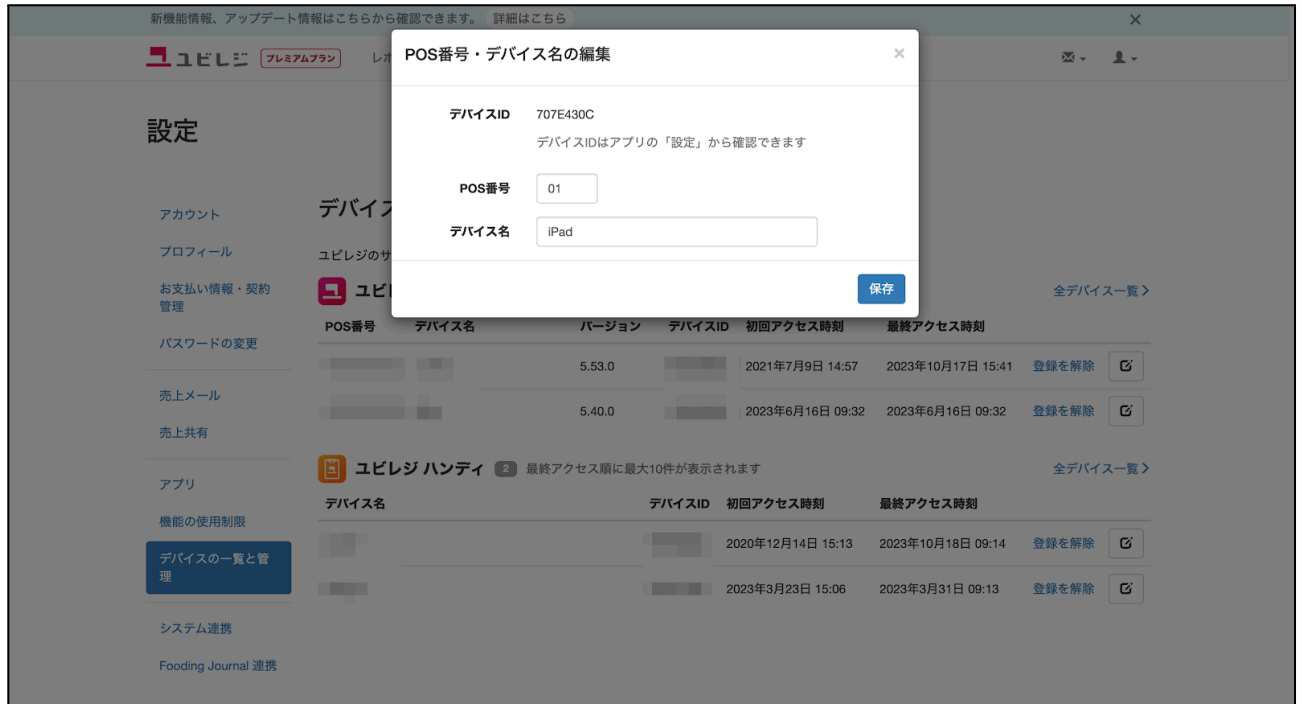 新機能情報、アップデート情報はこちらから確認できます。 詳細はこちら ×
ユビレジ プレミアムプラン レポ
POS番号・デバイス名の編集 ×
デバイスID 707E430C
デバイスIDはアプリの「設定」から確認できます
POS番号 01
デバイス名 iPad
保存
設定
アカウント
プロフィール
お支払い情報・契約
管理
パスワードの変更
売上メール
売上共有
アプリ
機能の使用制限
デバイスの一覧と管
理
システム連携
Fooding Journal 連携
デバイス
ユビレジのサ
ユビ 全デバイス一覧
POS番号 デバイス名 バージョン デバイスID 初回アクセス時刻 最終アクセス時刻
5.53.0 2021年7月9日 14:57 2023年10月17日 15:41 登録を解除
5.40.0 2023年6月16日 09:32 2023年6月16日 09:32 登録を解除
ユビレジ ハンディ 2 最終アクセス順に最大10件が表示されます 全デバイス一覧
デバイス名 デバイスID 初回アクセス時刻 最終アクセス時刻
2020年12月14日 15:13 2023年10月18日 09:14 登録を解除
2023年3月23日 15:06 2023年3月31日 09:13 登録を解除